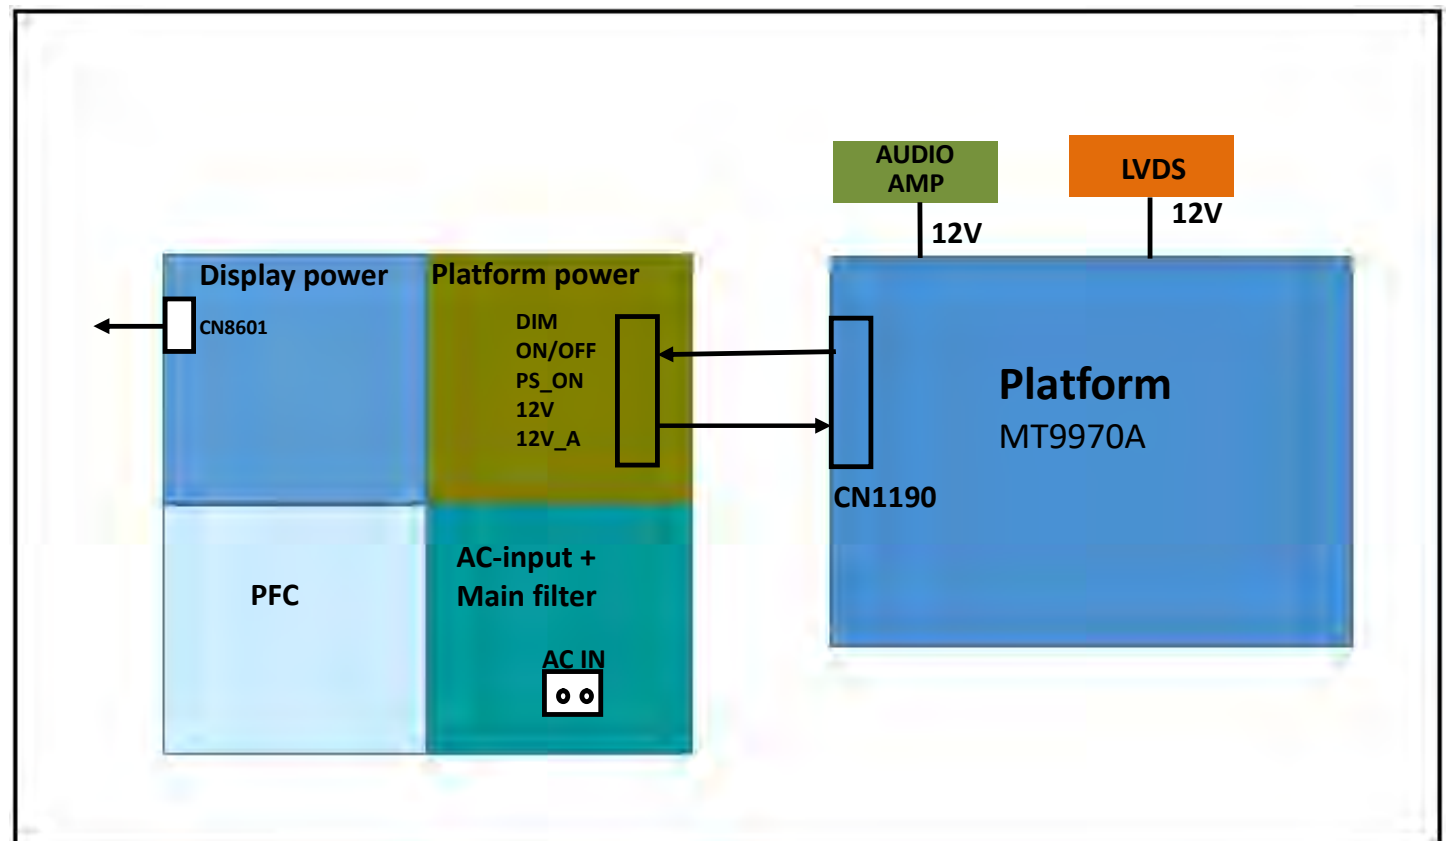 AUDIO
AMP
LVDS
12V
12V
Display power
Platform power
CN8601
DIM
ON/OFF
PS_ON
12V
12V_A
Platform
MT9970A
CN1190
PFC
AC-input +
Main filter
AC IN